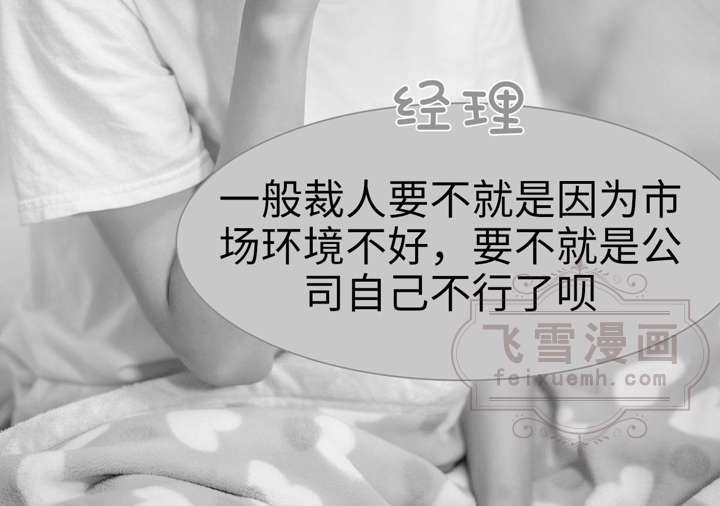 经理
一般裁人要不就是因为市
场环境不好，要不就是公
司自己不行了呗
飞雪漫画
feixuemh.com